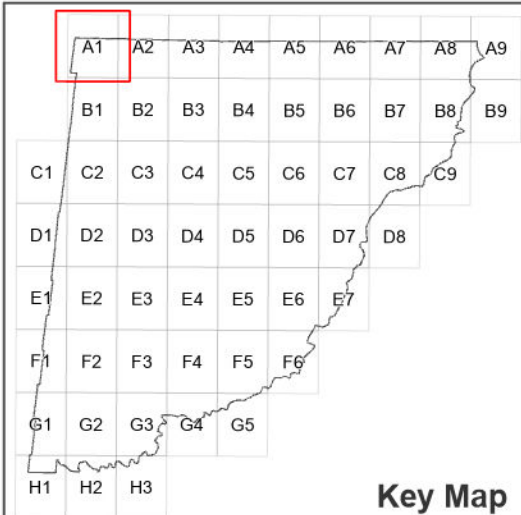 A1 A2 A3 A4 A5 A6 A7 A8 A9
B1 B2 B3 B4 B5 B6 B7 B8 B9
C1 C2 C3 C4 C5 C6 C7 C8 C9
D1 D2 D3 D4 D5 D6 D7 D8
E1 E2 E3 E4 E5 E6 E7
F1 F2 F3 F4 F5 F6
G1 G2 G3 G4 G5
H1 H2 H3
Key Map